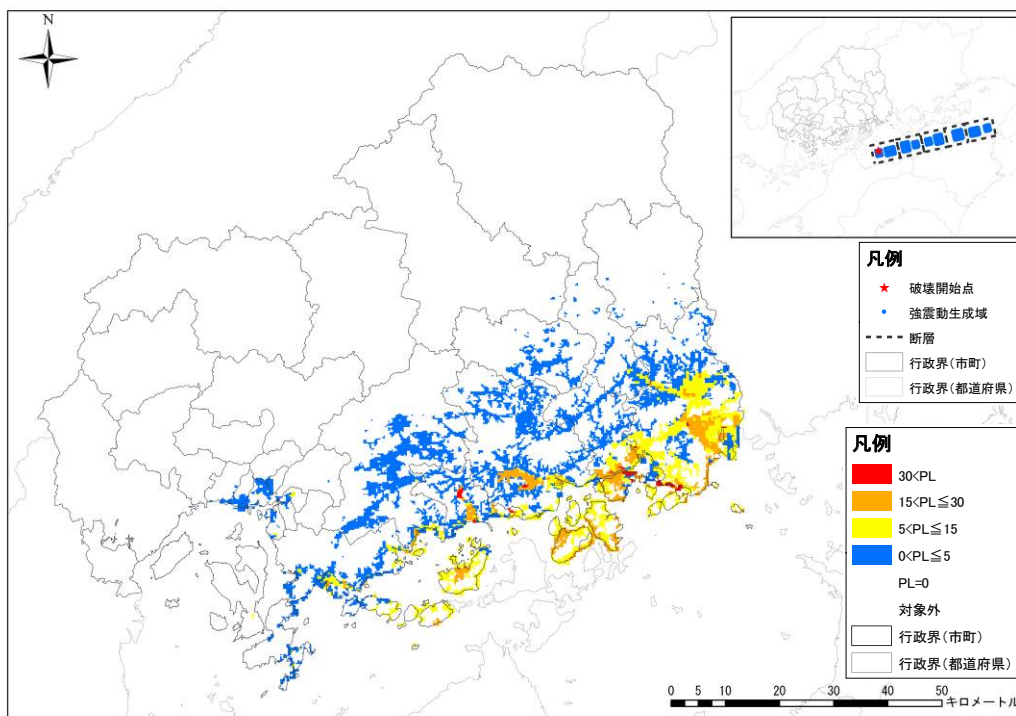 N
凡例
破壊開始点
強震動生成域
断層
行政界(市町)
行政界(都道府県)
凡例
30<PL
15<PL≦30
5<PL≦15
0<PL≦5
PL=0
対象外
行政界(市町)
行政界(都道府県)
0 5 10 20 30 40 50
キロメートル